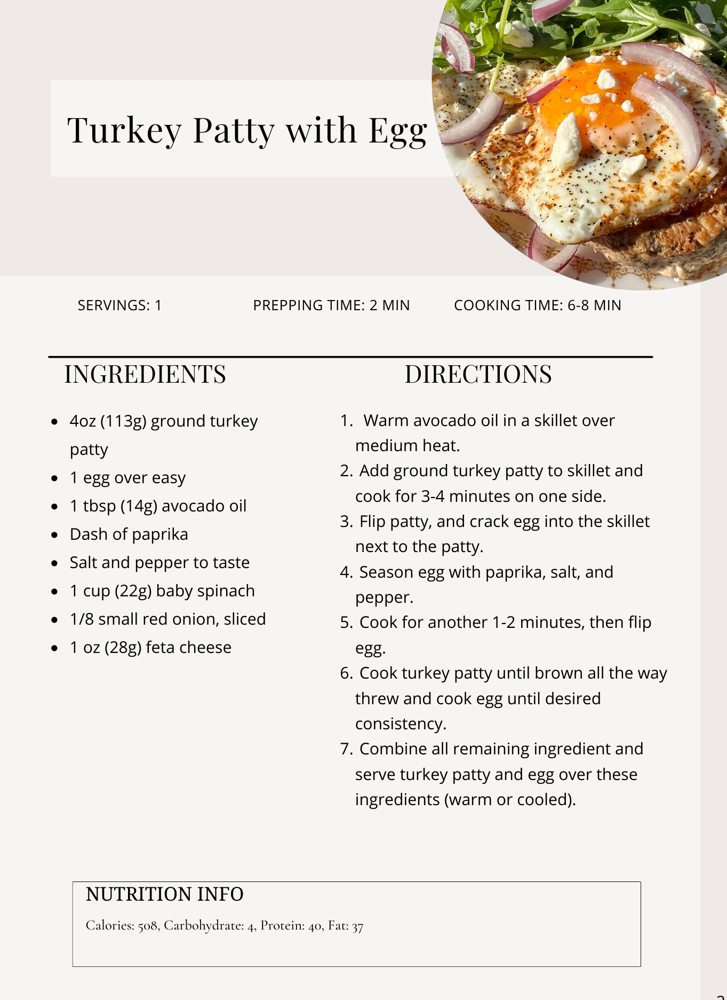 Turkey Patty with Egg
SERVINGS: 1
PREPPING TIME: 2 MIN
COOKING TIME: 6-8 MIN
INGREDIENTS
• 4oz (113g) ground turkey
patty
• 1 egg over easy
• 1 tbsp (14g) avocado oil
• Dash of paprika
• Salt and pepper to taste
• 1 cup (22g) baby spinach
• 1/8 small red onion, sliced
• 1 oz (28g) feta cheese
DIRECTIONS
1. Warm avocado oil in a skillet over
medium heat.
2. Add ground turkey patty to skillet and
cook for 3-4 minutes on one side.
3. Flip patty, and crack egg into the skillet
next to the patty.
4. Season egg with paprika, salt, and
pepper.
5. Cook for another 1-2 minutes, then flip
egg.
6. Cook turkey patty until brown all the way
threw and cook egg until desired
consistency.
7. Combine all remaining ingredient and
serve turkey patty and egg over these
ingredients (warm or cooled).
NUTRITION INFO
Calories: 508, Carbohydrate: 4, Protein: 40, Fat: 37